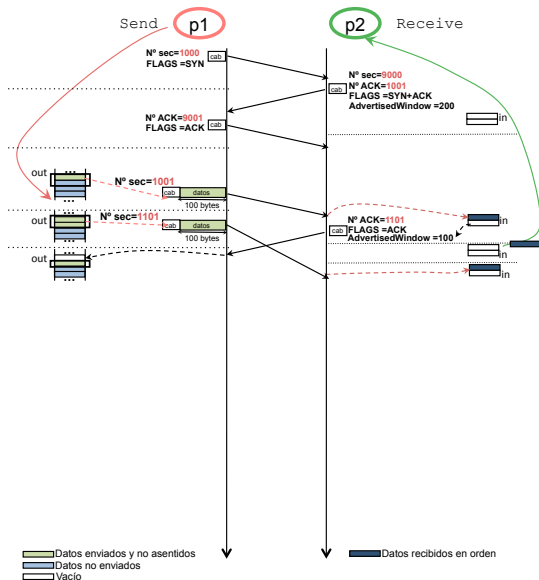 Send p1 p2 Receive
Nº sec=1000
FLAGS =SYN
cab
Nº sec=9000
Nº ACK=1001
FLAGS =SYN+ACK
AdvertisedWindow =200
cab
in
Nº ACK=9001
FLAGS =ACK
cab
out
...
...
Nº sec=1001
cab datos
100 bytes
out
...
...
Nº sec=1101
cab datos
100 bytes
Nº ACK=1101
FLAGS =ACK
AdvertisedWindow =100
cab
in
out
...
...
in
in
Datos enviados y no asentidos
Datos no enviados
Vacío
Datos recibidos en orden